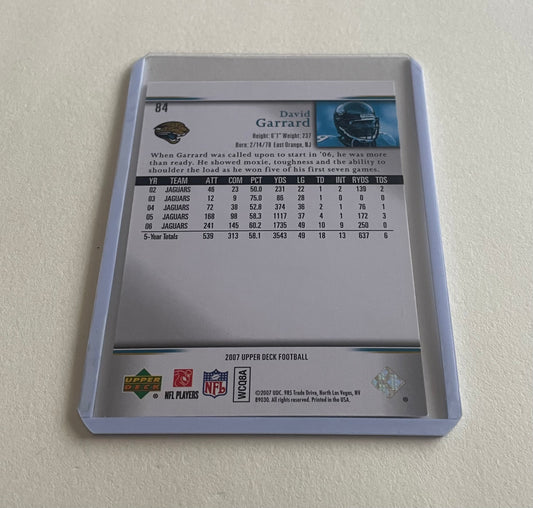 84
David
Garrard
Height: 6'1" Weight: 237
Born: 2/14/78 East Orange, NJ
When Garrard was called upon to start in '06, he was more
than ready. He showed moxie, toughness and the ability to
shoulder the load as he won five of his first seven games.
YR TEAM ATT COM PCT YDS LG TD INT RYDS TDS
02 JAGUARS 46 23 50.0 231 22 1 2 139 2
03 JAGUARS 12 9 75.0 86 28 1 0 0 0
04 JAGUARS 72 38 52.8 374 36 2 1 76 1
05 JAGUARS 168 98 58.3 1117 37 4 1 172 3
06 JAGUARS 241 145 60.2 1735 49 10 9 250 0
5-Year Totals 539 313 58.1 3543 49 18 13 637 6
2007 UPPER DECK FOOTBALL
UPPER DECK ®
NFL PLAYERS
NFL
WCQ8A
©2007 UDC. 985 Trade Drive, North Las Vegas, NV
89030. All rights reserved. Printed in the USA.
®